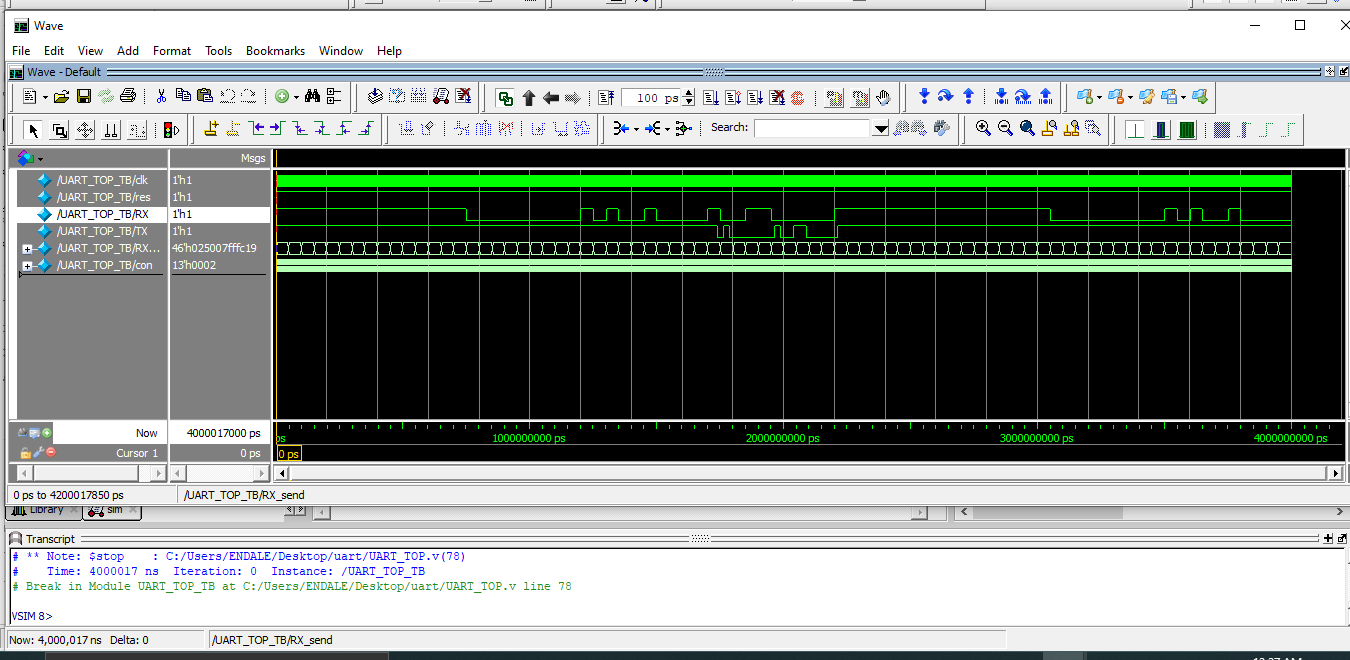 Wave
File Edit View Add Format Tools Bookmarks Window Help
Wave - Default
100 ps
Search:
Msgs
/UART_TOP_TB/clk 1'h1
/UART_TOP_TB/res 1'h1
/UART_TOP_TB/RX 1'h1
/UART_TOP_TB/TX 1'h1
/UART_TOP_TB/RX... 46'h025007fffc19
/UART_TOP_TB/con 13'h0002
Now 4000017000 ps ps 1000000000 ps 2000000000 ps 3000000000 ps 4000000000 ps
Cursor 1 0 ps 0 ps
0 ps to 4200017850 ps /UART_TOP_TB/RX_send
Library sim
Transcript
# ** Note: $stop : C:/Users/ENDALE/Desktop/uart/UART_TOP.v(78)
# Time: 4000017 ns Iteration: 0 Instance: /UART_TOP_TB
# Break in Module UART_TOP_TB at C:/Users/ENDALE/Desktop/uart/UART_TOP.v line 78
VSIM 8>
Now: 4,000,017 ns Delta: 0 /UART_TOP_TB/RX_send